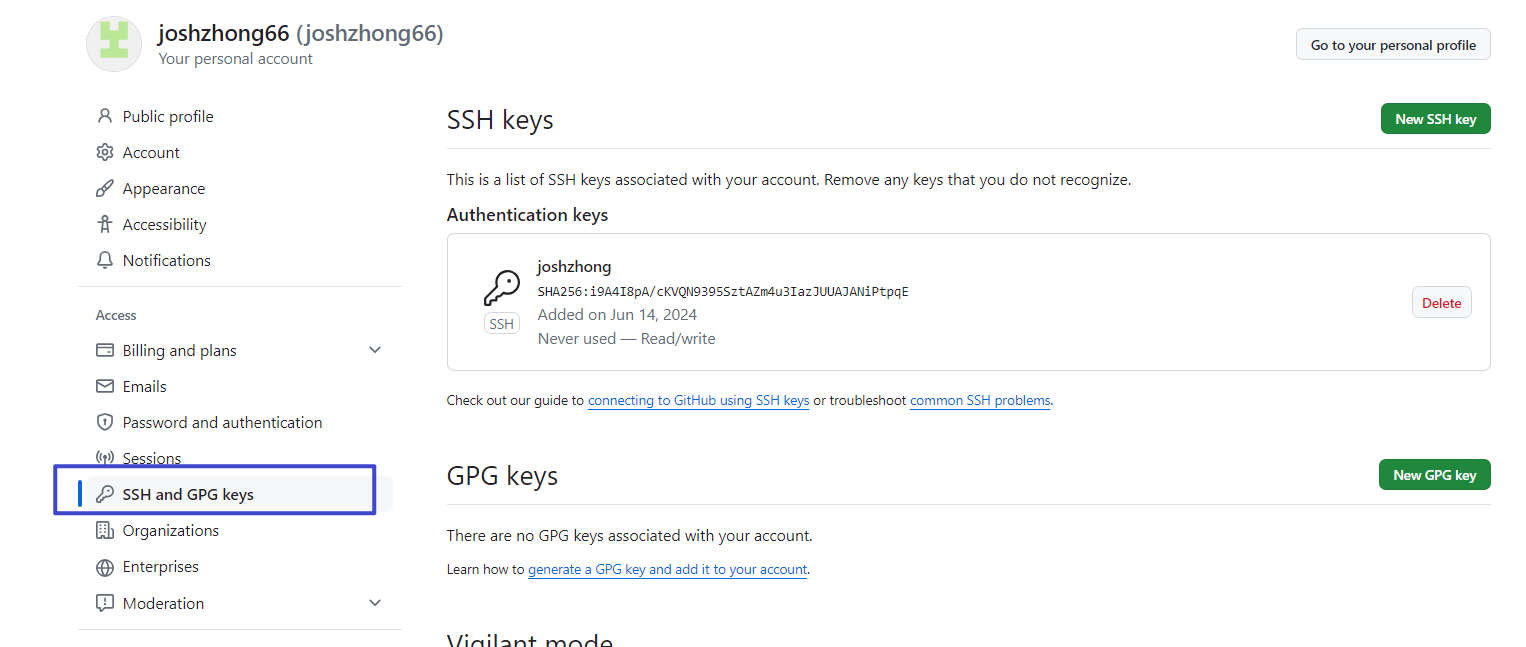 joshzhong66 (joshzhong66)
Your personal account
Go to your personal profile
Public profile
Account
Appearance
Accessibility
Notifications
Access
Billing and plans
Emails
Password and authentication
Sessions
SSH and GPG keys
Organizations
Enterprises
Moderation
SSH keys
New SSH key
This is a list of SSH keys associated with your account. Remove any keys that you do not recognize.
Authentication keys
joshzhong
SHA256:i9A4I8pA/cKVQN9395SztAZm4u3IazJUUAJANiPtpqE
Added on Jun 14, 2024
Never used — Read/write
SSH
Delete
Check out our guide to connecting to GitHub using SSH keys or troubleshoot common SSH problems.
GPG keys
New GPG key
There are no GPG keys associated with your account.
Learn how to generate a GPG key and add it to your account.
Vigilant mode